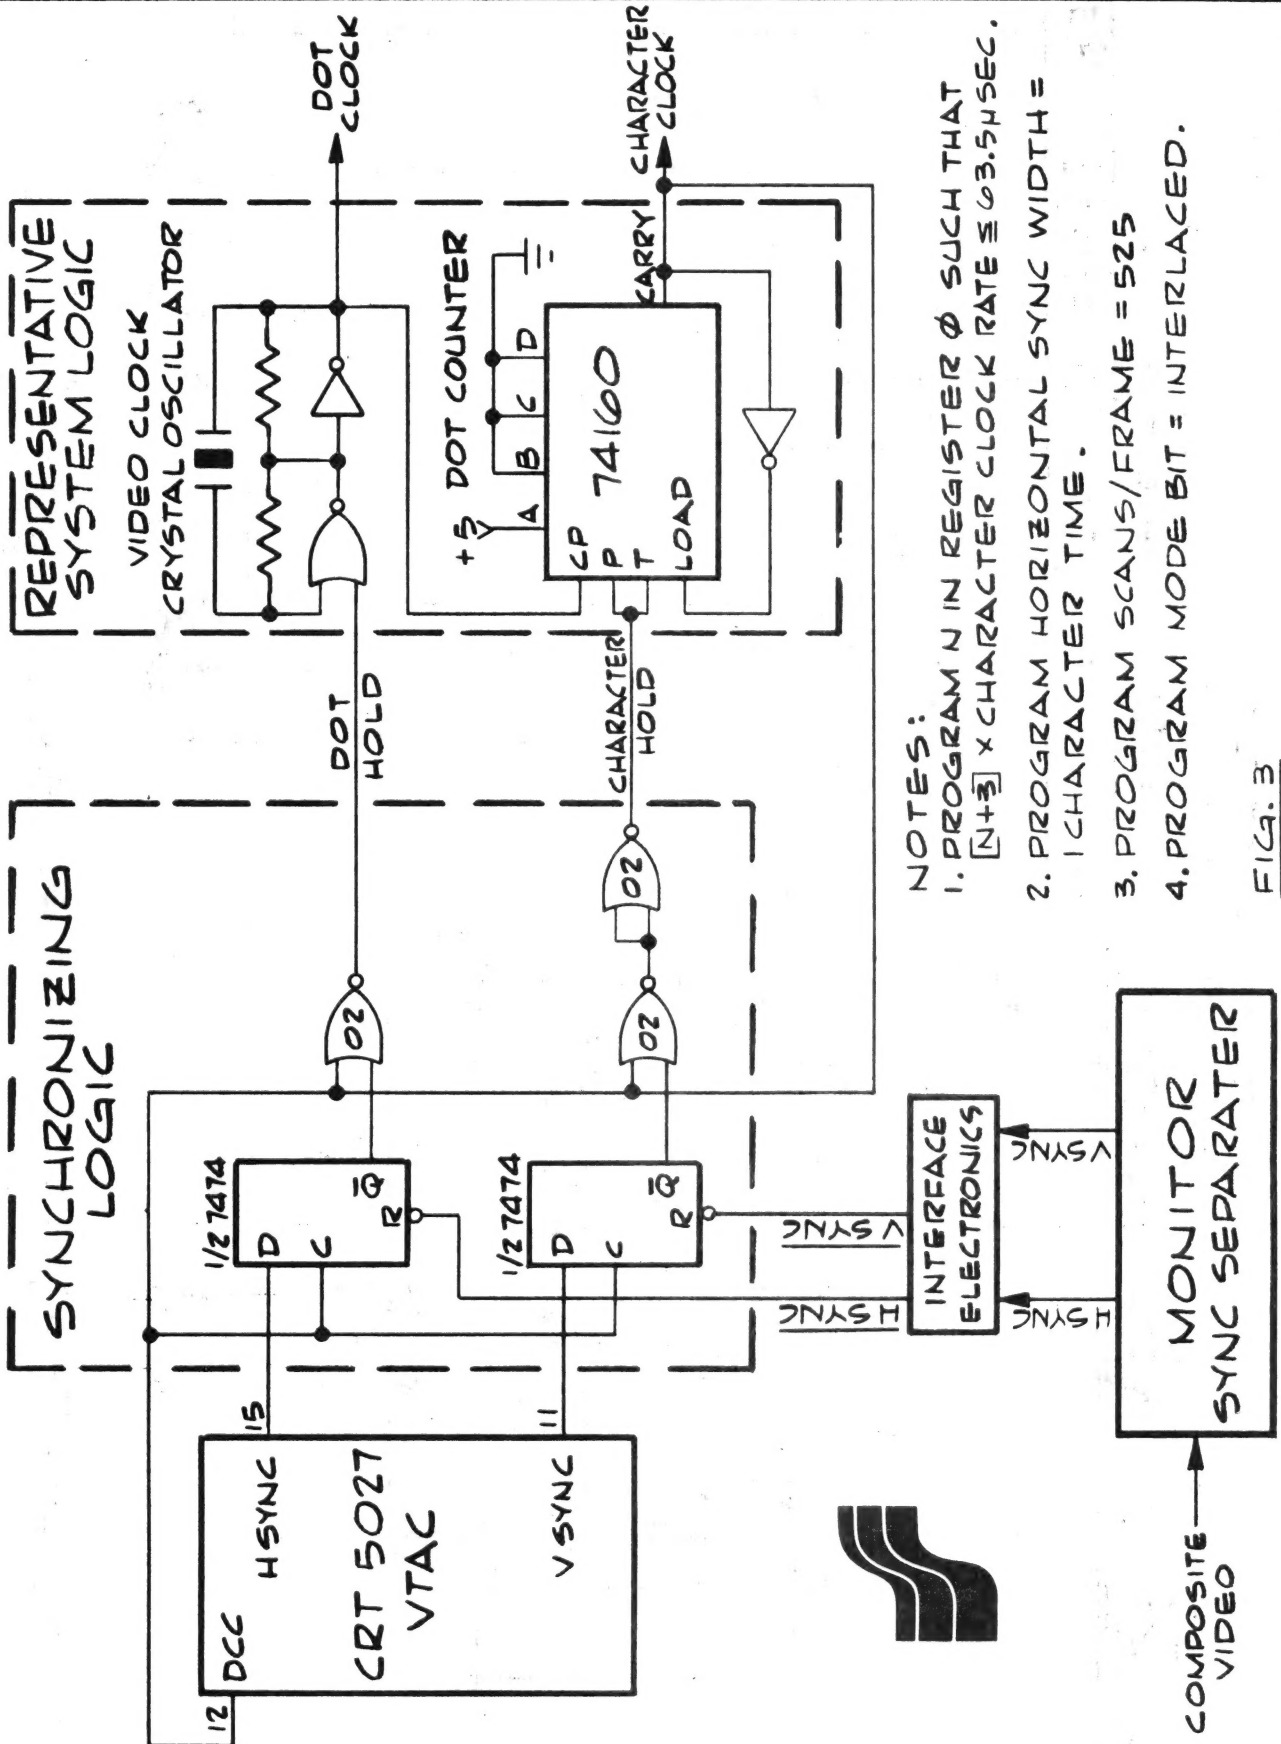 REPRESENTATIVE
SYSTEM LOGIC
VIDEO CLOCK
CRYSTAL OSCILLATOR
DOT
CLOCK
DOT COUNTER
+5
A
B
C
D
CP
P
T
LOAD
74160
CARRY
CHARACTER
CLOCK
DOT
HOLD
CHARACTER
HOLD
SYNCHRONIZING
LOGIC
1/2 7474
D
C
Q̅
R
02
1/2 7474
D
C
Q̅
R
02
02
12
DCC
HSYNC
15
CRT 5027
VTAC
VSYNC
11
H SYNC
V SYNC
INTERFACE
ELECTRONICS
HSYNC
VSYNC
MONITOR
SYNC SEPARATER
COMPOSITE
VIDEO
NOTES:
1. PROGRAM N IN REGISTER Ø SUCH THAT
[N+3] × CHARACTER CLOCK RATE ≅ 63.5µSEC.
2. PROGRAM HORIZONTAL SYNC WIDTH =
1 CHARACTER TIME.
3. PROGRAM SCANS/FRAME = 525
4. PROGRAM MODE BIT = INTERLACED.
FIG. 3